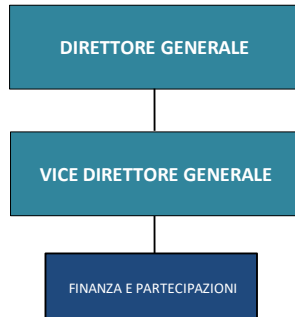 DIRETTORE GENERALE
VICE DIRETTORE GENERALE
FINANZA E PARTECIPAZIONI